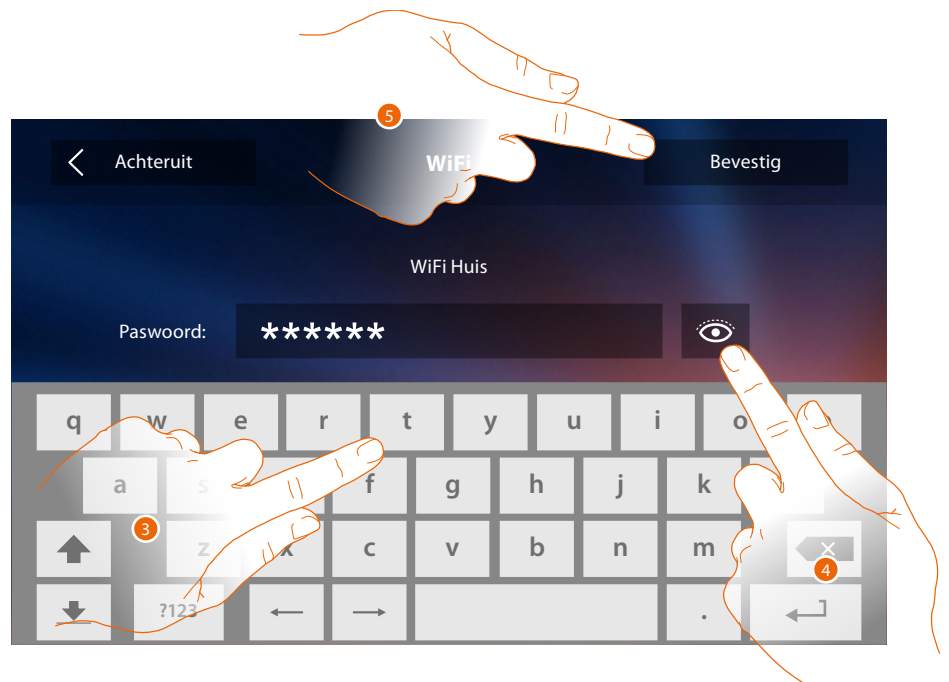 5
Achteruit WiFi Bevestig
WiFi Huis
Paswoord: ******
q w e r t y u i o
a s f g h j k
3 z x c v b n m
4
?123 .